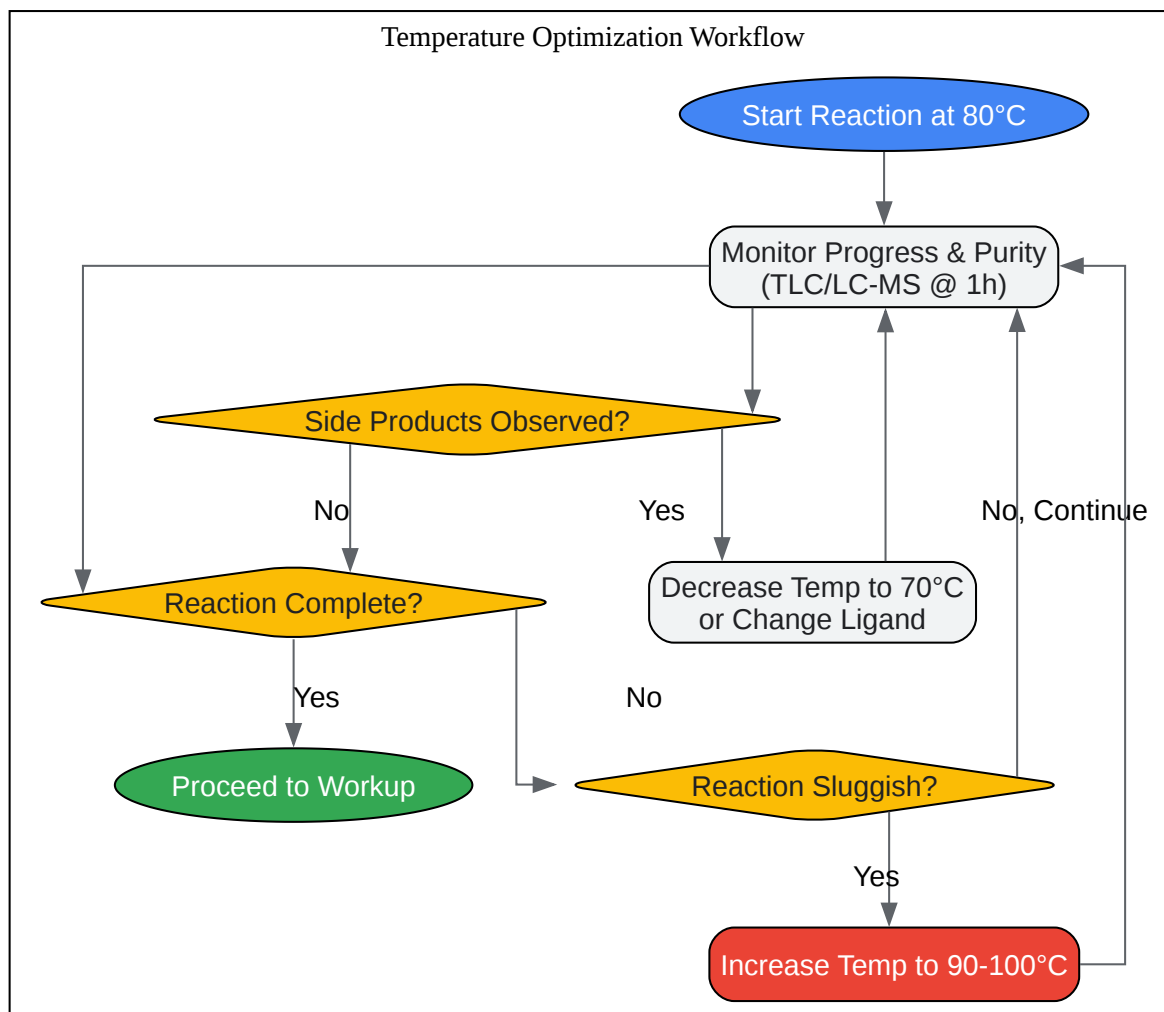 Temperature Optimization Workflow
Start Reaction at 80°C
Monitor Progress & Purity
(TLC/LC-MS @ 1h)
Side Products Observed?
No
Yes
No, Continue
Decrease Temp to 70°C
or Change Ligand
Reaction Complete?
Yes
No
Proceed to Workup
Reaction Sluggish?
Yes
Increase Temp to 90-100°C